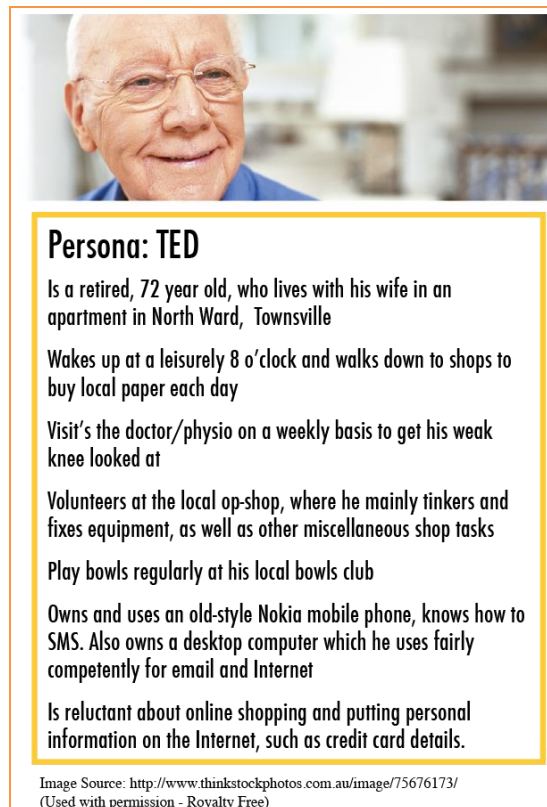 Persona: TED
Is a retired, 72 year old, who lives with his wife in an
apartment in North Ward,  Townsville
Wakes up at a leisurely 8 o'clock and walks down to shops to
buy local paper each day
Visit's the doctor/physio on a weekly basis to get his weak
knee looked at
Volunteers at the local op-shop, where he mainly tinkers and
fixes equipment, as well as other miscellaneous shop tasks
Play bowls regularly at his local bowls club
Owns and uses an old-style Nokia mobile phone, knows how to
SMS. Also owns a desktop computer which he uses fairly
competently for email and Internet
Is reluctant about online shopping and putting personal
information on the Internet, such as credit card details.
Image Source: http://www.thinkstockphotos.com.au/image/75676173/
(Used with permission - Royalty Free)